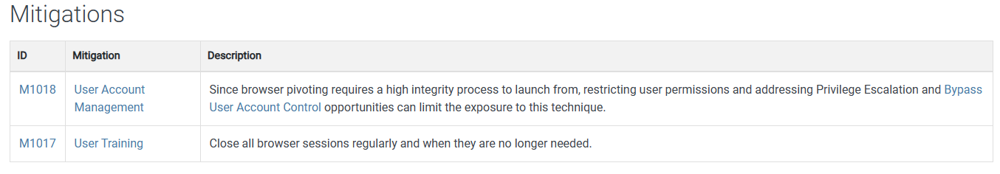 Mitigations
ID Mitigation Description
M1018 User Account Management Since browser pivoting requires a high integrity process to launch from, restricting user permissions and addressing Privilege Escalation and Bypass
User Account Control opportunities can limit the exposure to this technique.
M1017 User Training Close all browser sessions regularly and when they are no longer needed.